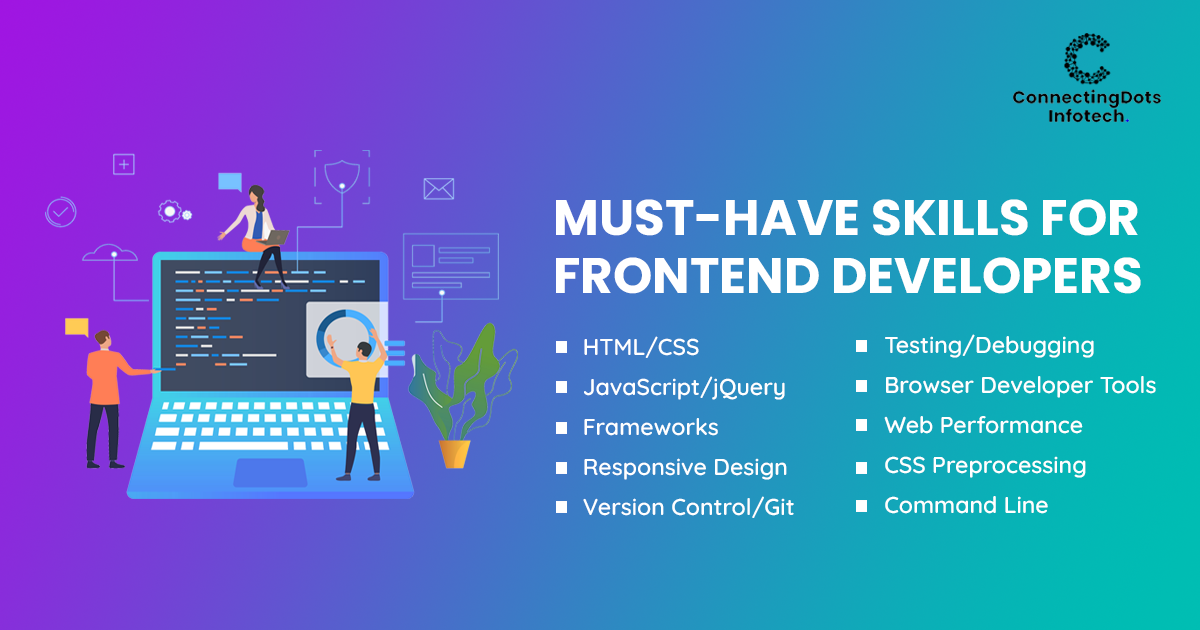 ConnectingDots
Infotech.
MUST-HAVE SKILLS FOR
FRONTEND DEVELOPERS
HTML/CSS
JavaScript/jQuery
Frameworks
Responsive Design
Version Control/Git
Testing/Debugging
Browser Developer Tools
Web Performance
CSS Preprocessing
Command Line